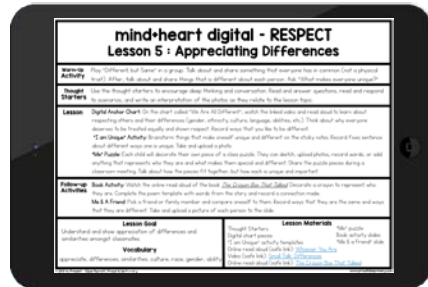 mind+heart digital - RESPECT
Lesson 5 : Appreciating Differences
Warm-Up
Activity
Play "Different but Same" in a group. Talk about and share something that everyone has in common (not a physical
trait). After, talk about and share things that is different about each person. Ask "What makes everyone unique?"
Thought
Starters
Use the thought starters to encourage deep thinking and conversation. Read and answer questions, read and respond
to scenarios, and write an interpretation of the photos as they relate to the lesson topic.
Lesson
Digital Anchor Chart: On the chart called "We Are All Different", watch the linked video and read about to learn about
respecting others and their differences (gender, ethnicity, culture, language, abilities, etc.). Think about why everyone
deserves to be treated equally and shown respect. Record ways that you like to be different.
"I am Unique" Activity: Brainstorm things that make oneself unique and different on the sticky notes. Record five sentences
about different ways one is unique. Take and upload a photo.
"Me" Puzzle: Each child will decorate their own piece of a class puzzle. They can sketch, upload photos, record words, or add
anything that represents who they are and what makes them special and different. Share the puzzle pieces during a
classroom meeting. Talk about how the pieces fit together, but how each is unique and important.
Follow-up
Activities
Book Activity: Watch the online read aloud of the book The Crayon Box That Talked. Decorate a crayon to represent who
they are. Complete the poem template with words from the story and record a connection made.
Me & A Friend: Pick a friend or family member and compare oneself to them. Record ways that they are the same and ways
that they are different. Take and upload a picture of each person to the slide.
Lesson Goal
Understand and show appreciation of differences and
similarities amongst classmates.
Vocabulary
appreciate, differences, similarities, culture, race, gender, ability
Lesson Materials
Thought Starters
Digital chart pieces
"I am Unique" activity templates
Online read aloud (safe link): Whoever You Are
Video (safe link): Small Talk: Differences
Online read aloud (safe link): The Crayon Box That Talked
"Me" puzzle
Book activity slides
"Me & a friend" slide